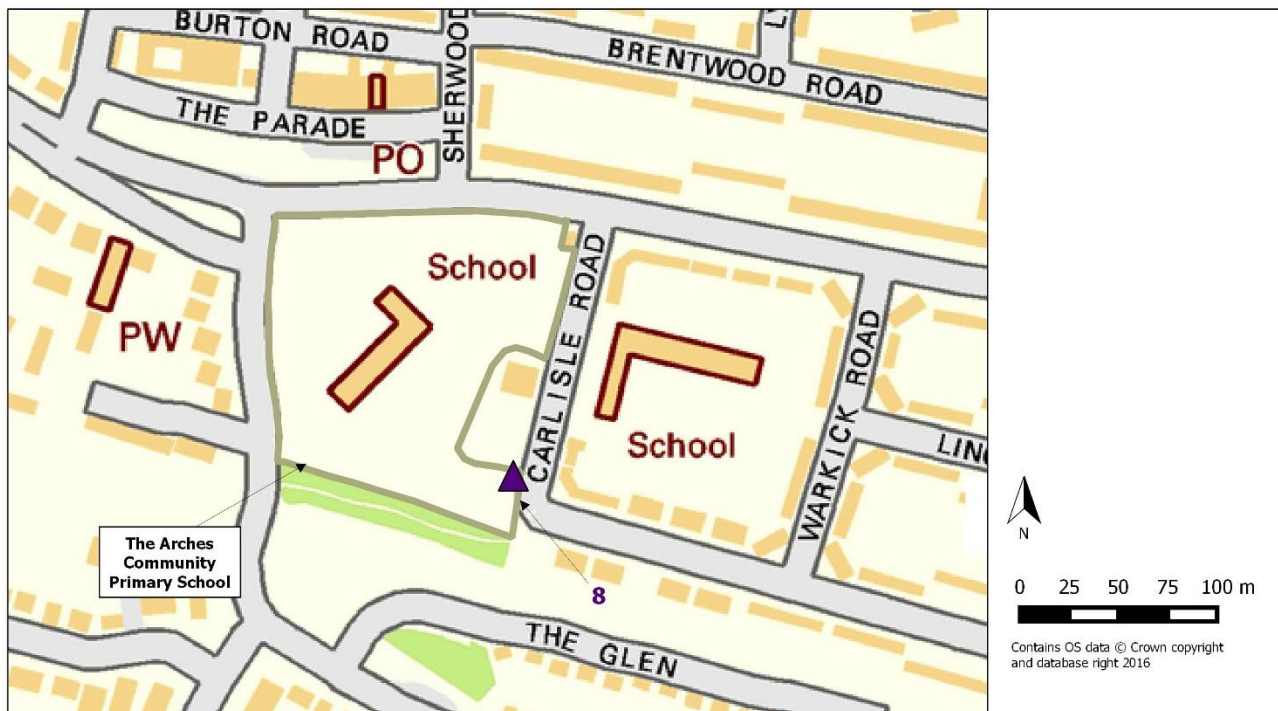 BURTON ROAD
SHERWOOD
BRENTWOOD ROAD
THE PARADE
PO
School
CARLISLE ROAD
PW
School
WARKICK ROAD
The Arches
Community
Primary School
8
THE GLEN
N
0 25 50 75 100 m
Contains OS data © Crown copyright
and database right 2016